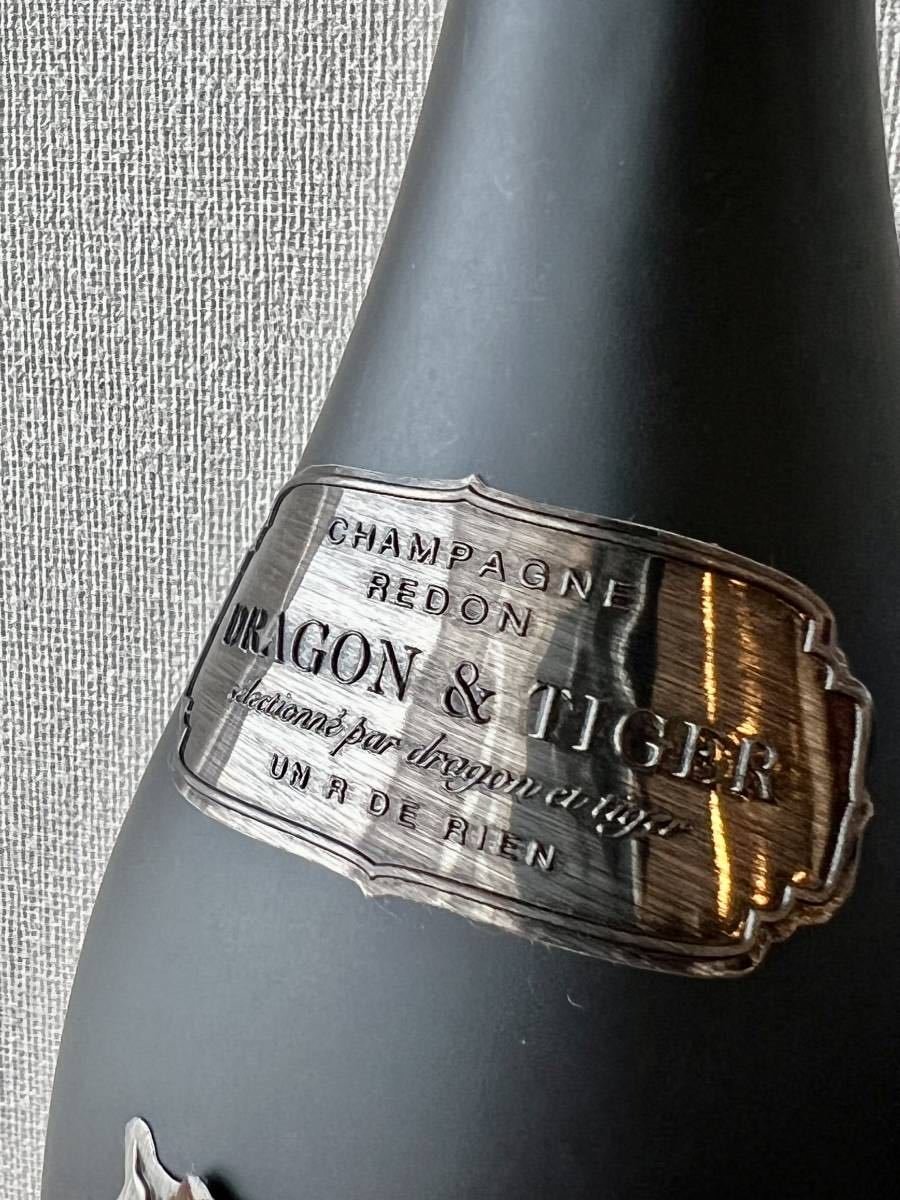 CHAMPAGNE
REDON
DRAGON & TIGER
sélectionné par dragon et tiger
UN R DE RIEN